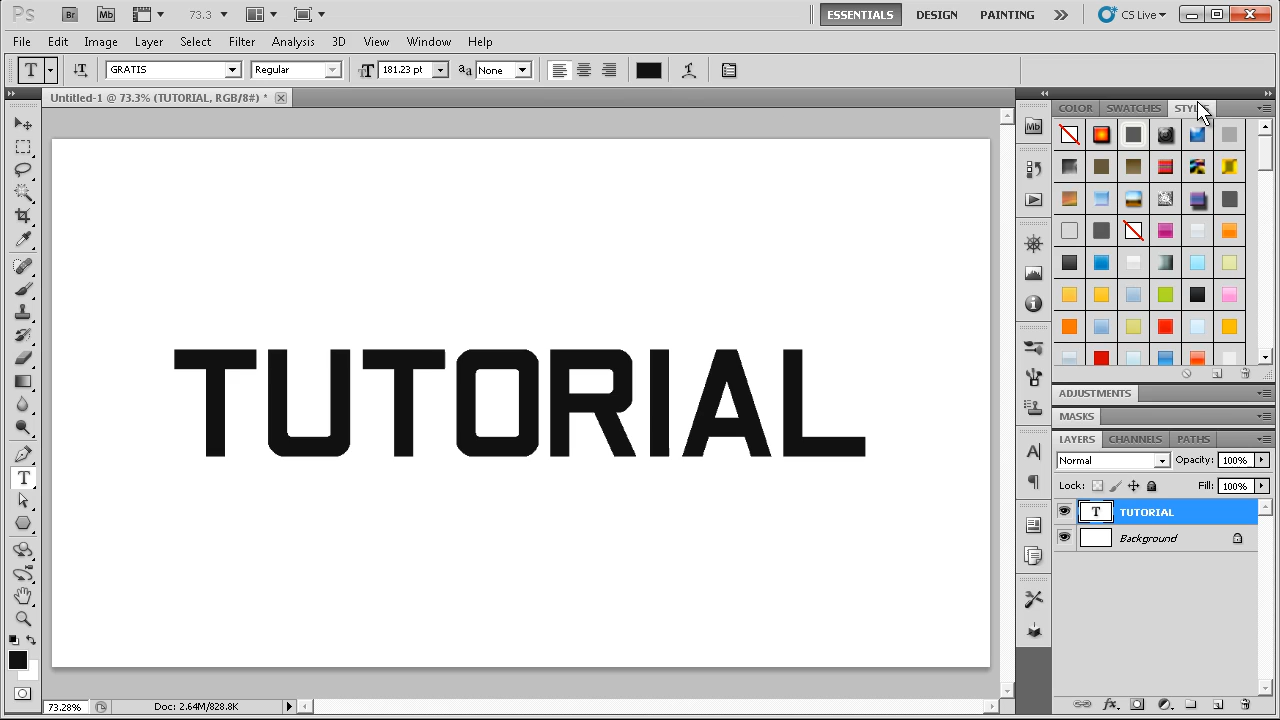 Ps Br Mb 73.3 ESSENTIALS DESIGN PAINTING CS Live
File Edit Image Layer Select Filter Analysis 3D View Window Help
T GRATIS Regular 181.23 pt aa None
Untitled-1 @ 73.3% (TUTORIAL, RGB/8#) *
COLOR SWATCHES
Mb
TUTORIAL
ADJUSTMENTS
MASKS
LAYERS CHANNELS PATHS
Normal Opacity: 100%
Lock: Fill: 100%
T TUTORIAL
Background
73.28% Doc: 2.64M/828.8K